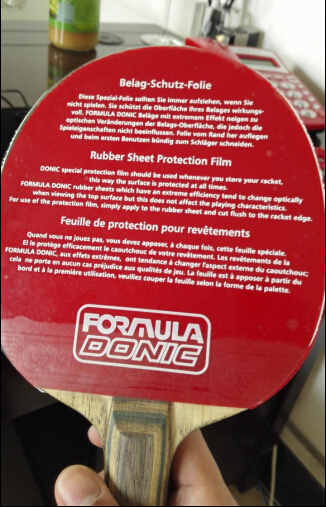 Belag-Schutz-Folie
Diese Spezial-Folie sollten Sie immer aufziehen, wenn Sie
nicht spielen. Sie schützt die Oberfläche Ihres Belages wirkungs-
voll. FORMULA DONIC Beläge mit extremem Effekt neigen zu
optischen Veränderungen der Belags-Oberfläche, die jedoch die
Spieleigenschaften nicht beeinflussen. Folie vom Rand her auflegen
und beim ersten Benutzen bündig zum Schläger schneiden.
Rubber Sheet Protection Film
DONIC special protection film should be used whenever you store your racket,
this way the surface is protected at all times.
FORMULA DONIC rubber sheets which have an extreme efficiency tend to change optically
when viewing the top surface but this does not affect the playing characteristics.
For use of the protection film, simply apply to the rubber sheet and cut flush to the racket edge.
Feuille de protection pour revêtements
Quand vous ne jouez pas, vous devez apposer, à chaque fois, cette feuille spéciale.
El le protège efficacement le caoutchouc de votre revêtement. Les revêtements de la
FORMULA DONIC, aux effets extrêmes, ont tendance à changer l'aspect externe du caoutchouc;
cela ne porte en aucun cas préjudice aux qualités de jeu. La feuille est à apposer à partir du
bord et à la première utilisation, veuillez couper la feuille selon la forme de la palette.
FORMULA
DONIC